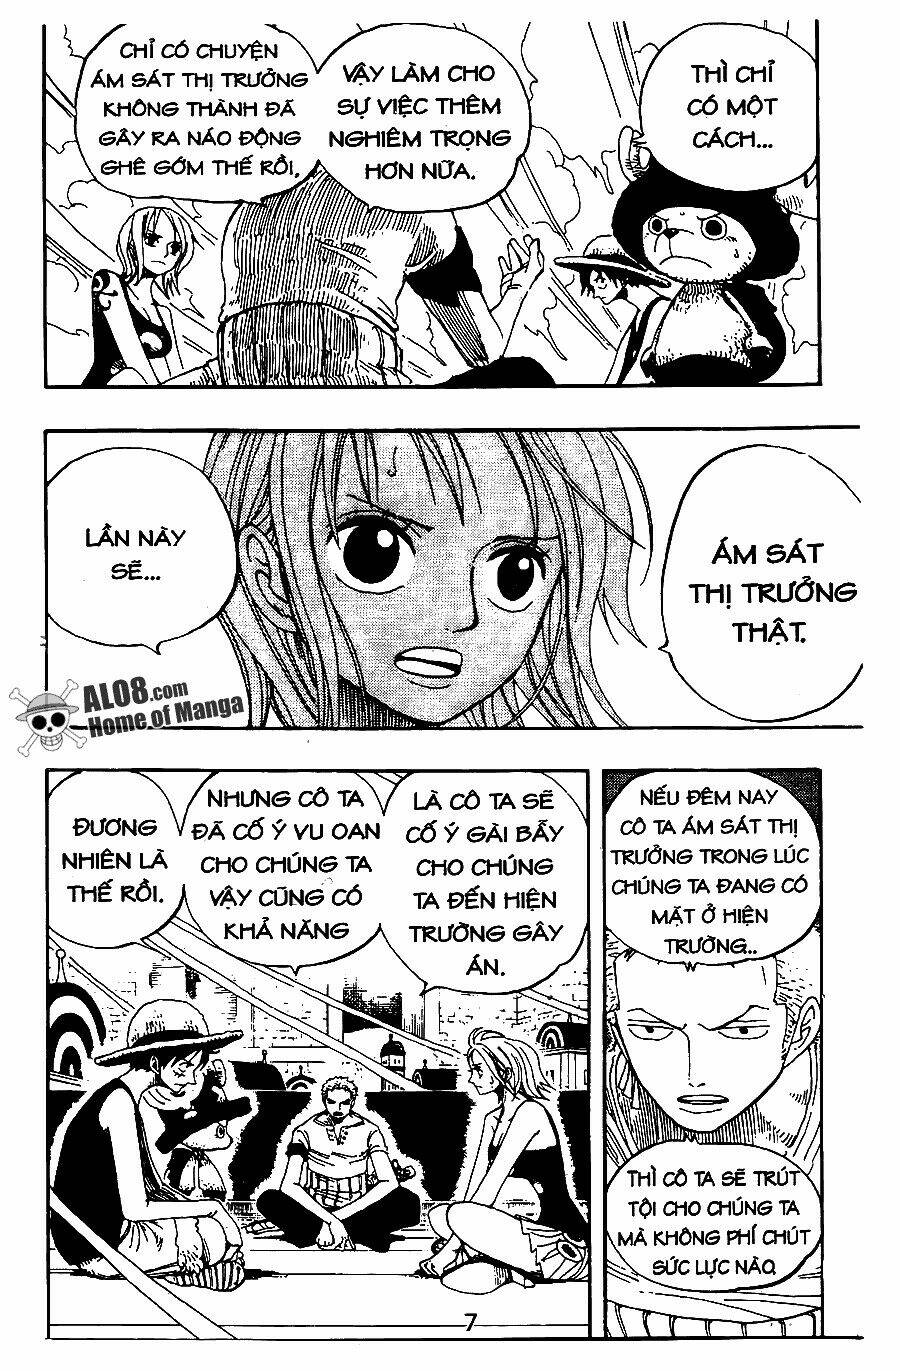 CHỈ CÓ CHUYỆN
ÁM SÁT THỊ TRƯỞNG
KHÔNG THÀNH ĐÃ
GÂY RA NÁO ĐỘNG
GHÊ GỚM THẾ RỒI,
VẬY LÀM CHO
SỰ VIỆC THÊM
NGHIÊM TRỌNG
HƠN NỮA.
THÌ CHỈ
CÓ MỘT
CÁCH...
LẦN NÀY
SẼ...
ÁM SÁT
THỊ TRƯỞNG
THẬT.
AL08.com
Home of Manga
ĐƯƠNG
NHIÊN LÀ
THẾ RỒI.
NHƯNG CÔ TA
ĐÃ CỐ Ý VU OAN
CHO CHÚNG TA
VẬY CŨNG CÓ
KHẢ NĂNG
LÀ CÔ TA SẼ
CỐ Ý GÀI BẪY
CHO CHÚNG
TA ĐẾN HIỆN
TRƯỜNG GÂY
ÁN.
NẾU ĐÊM NAY
CÔ TA ÁM SÁT THỊ
TRƯỞNG TRONG LÚC
CHÚNG TA ĐANG CÓ
MẶT Ở HIỆN
TRƯỜNG..
THÌ CÔ TA SẼ TRÚT
TỘI CHO CHÚNG TA
MÀ KHÔNG PHÍ CHÚT
SỨC LỰC NÀO.
7